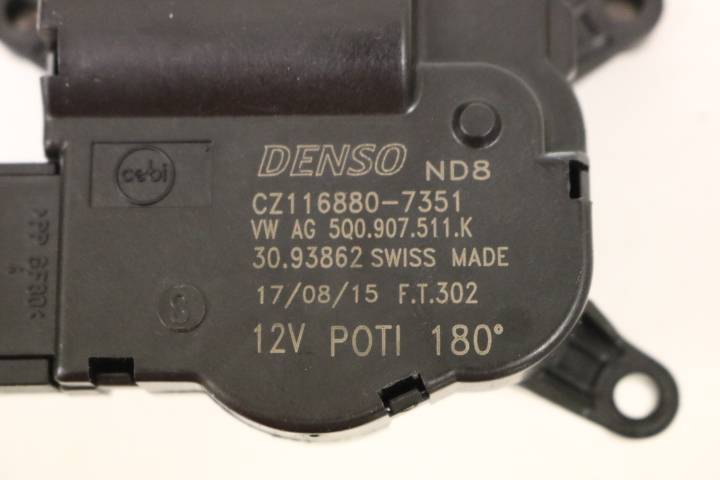 DENSO ND8
cebi
CZ116880-7351
VW AG 5Q0.907.511.K
30.93862 SWISS MADE
17/08/15 F.T.302
12V POTI 180°